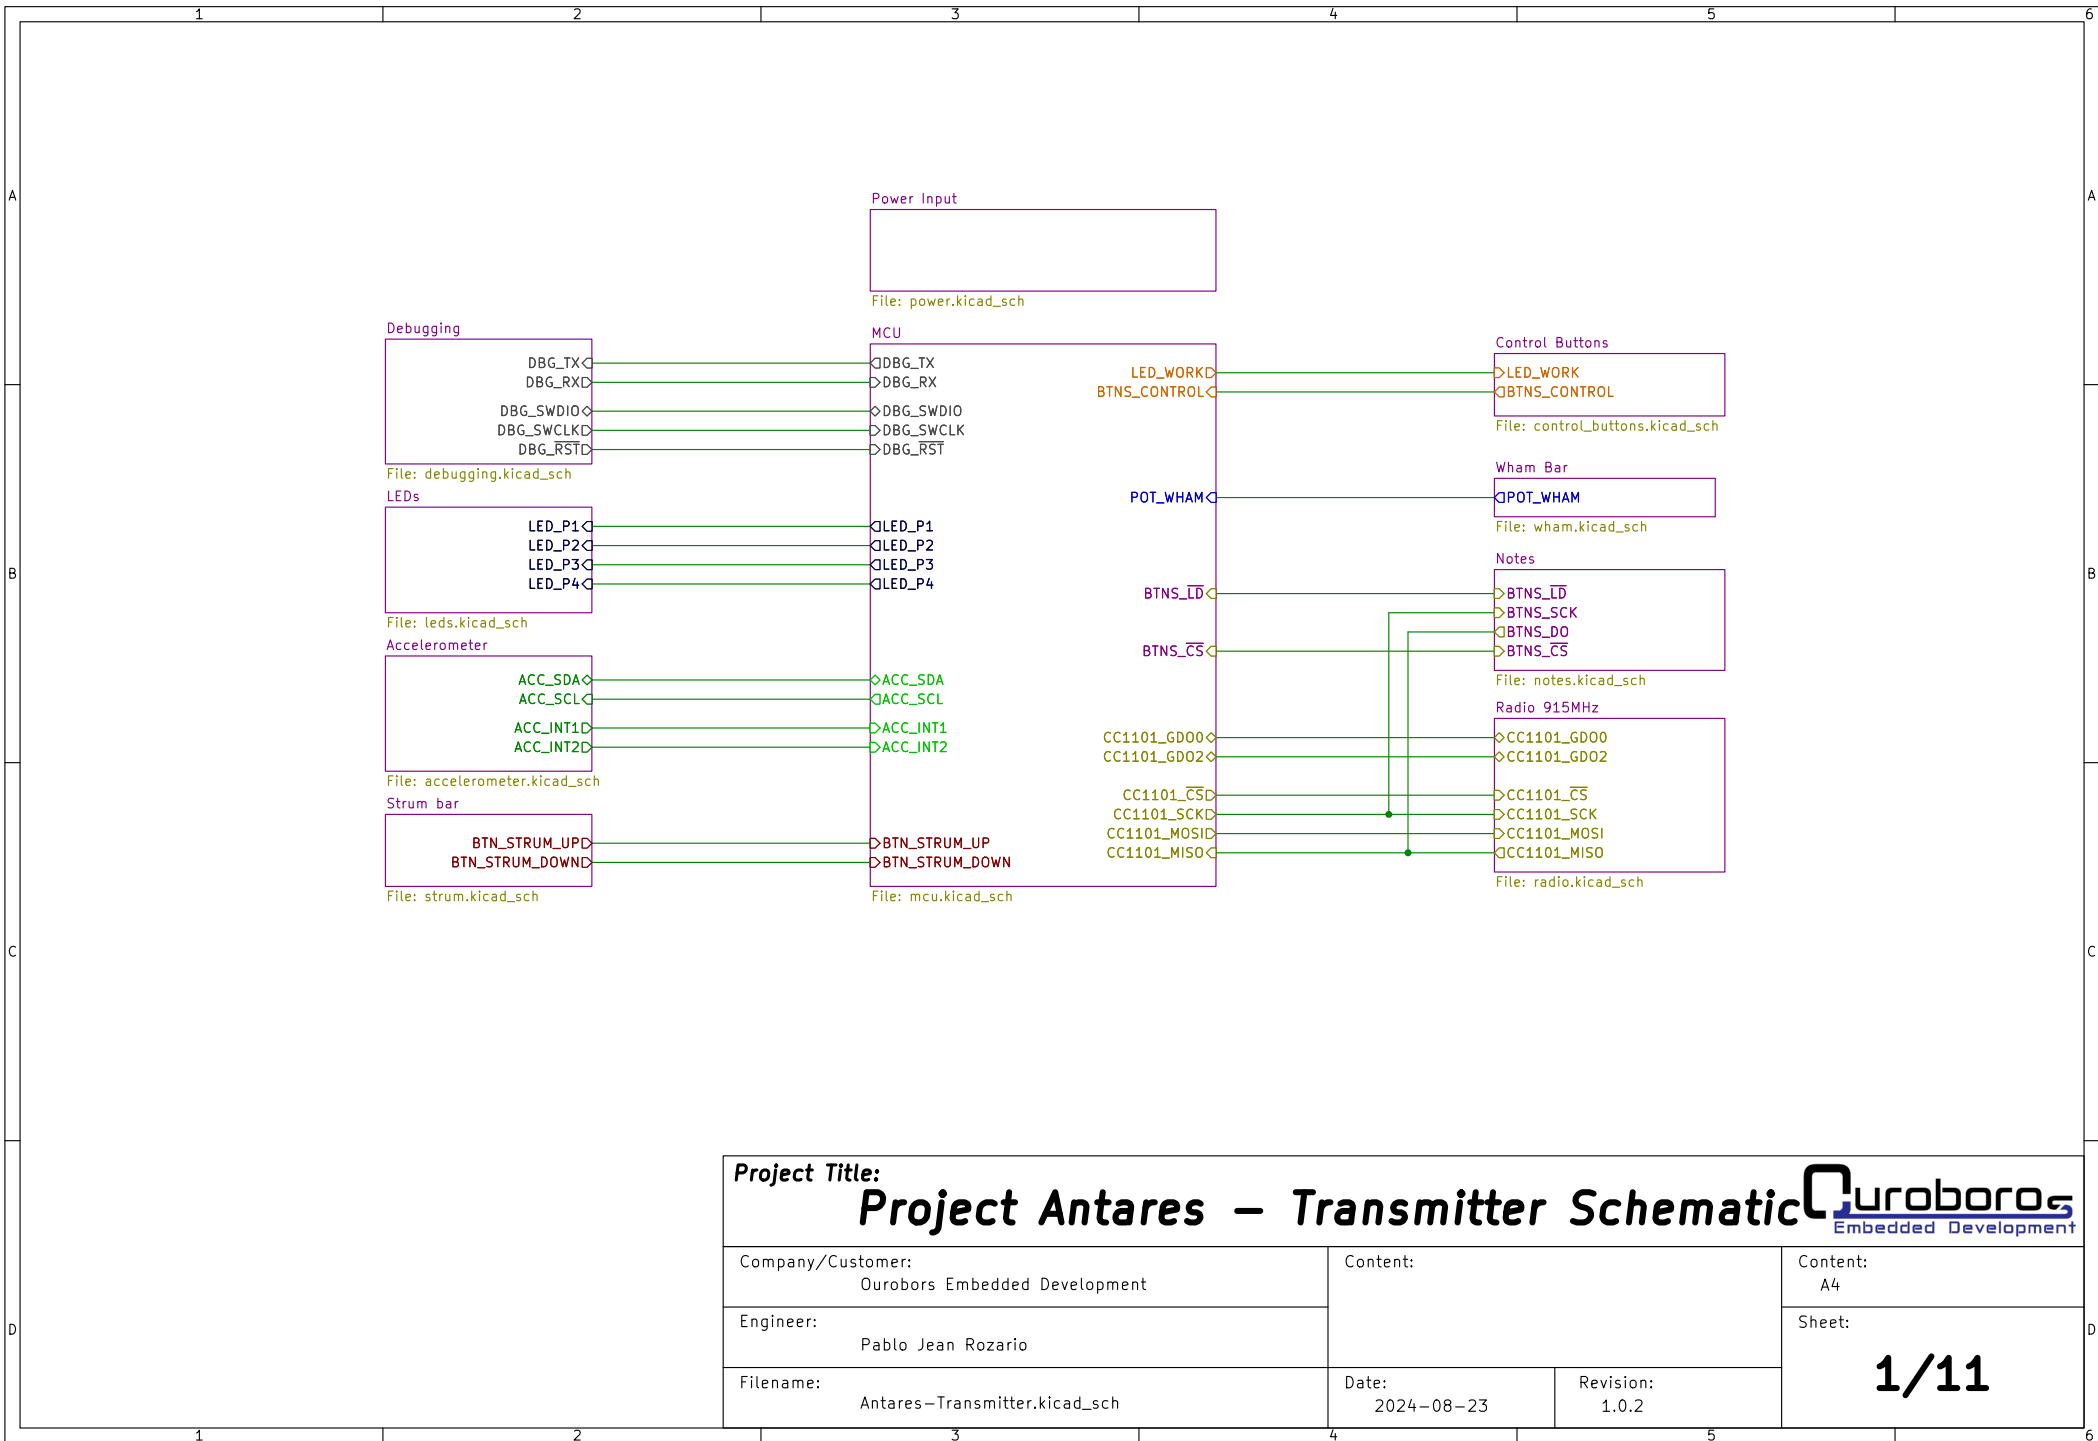 1 2 3 4 5 6
A A
Power Input
File: power.kicad_sch
Debugging
DBG_TX
DBG_RX
DBG_SWDIO
DBG_SWCLK
DBG_RST
File: debugging.kicad_sch
LEDs
LED_P1
LED_P2
LED_P3
LED_P4
File: leds.kicad_sch
Accelerometer
ACC_SDA
ACC_SCL
ACC_INT1
ACC_INT2
File: accelerometer.kicad_sch
Strum bar
BTN_STRUM_UP
BTN_STRUM_DOWN
File: strum.kicad_sch
MCU
DBG_TX
DBG_RX
DBG_SWDIO
DBG_SWCLK
DBG_RST
LED_P1
LED_P2
LED_P3
LED_P4
ACC_SDA
ACC_SCL
ACC_INT1
ACC_INT2
BTN_STRUM_UP
BTN_STRUM_DOWN
LED_WORK
BTNS_CONTROL
POT_WHAM
BTNS_LD
BTNS_CS
CC1101_GDO0
CC1101_GDO2
CC1101_CS
CC1101_SCK
CC1101_MOSI
CC1101_MISO
File: mcu.kicad_sch
Control Buttons
LED_WORK
BTNS_CONTROL
File: control_buttons.kicad_sch
Wham Bar
POT_WHAM
File: wham.kicad_sch
Notes
BTNS_LD
BTNS_SCK
BTNS_DO
BTNS_CS
File: notes.kicad_sch
Radio 915MHz
CC1101_GDO0
CC1101_GDO2
CC1101_CS
CC1101_SCK
CC1101_MOSI
CC1101_MISO
File: radio.kicad_sch
B B
C C
D D
Project Title:
Project Antares - Transmitter Schematic
Ouroboros
Embedded Development
Company/Customer:
Ourobors Embedded Development
Content:
Content:
A4
Engineer:
Pablo Jean Rozario
Sheet:
1/11
Filename:
Antares-Transmitter.kicad_sch
Date:
2024-08-23
Revision:
1.0.2
1 2 3 4 5 6